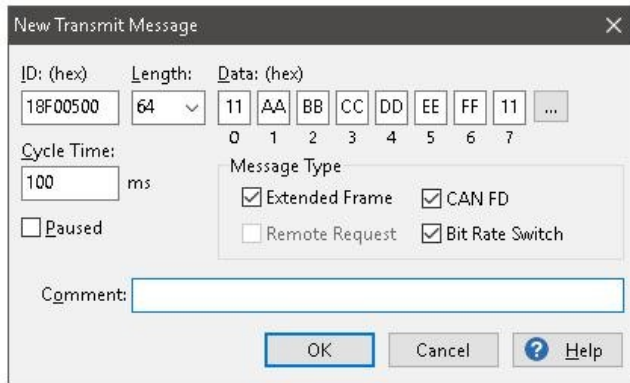 New Transmit Message
ID: (hex) Length: Data: (hex)
18F00500 64 11 AA BB CC DD EE FF 11 ...
0 1 2 3 4 5 6 7
Cycle Time:
100 ms
Message Type
Extended Frame CAN FD
Paused
Remote Request Bit Rate Switch
Comment:
OK Cancel Help